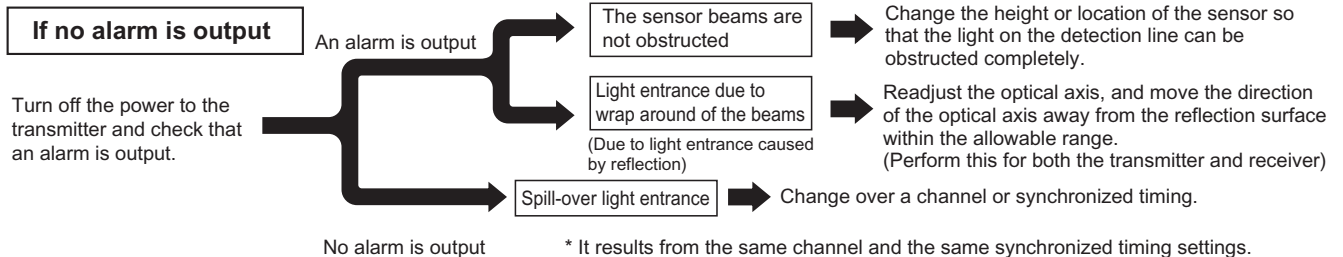 If no alarm is output
Turn off the power to the
transmitter and check that
an alarm is output.
An alarm is output
The sensor beams are
not obstructed
Change the height or location of the sensor so
that the light on the detection line can be
obstructed completely.
Light entrance due to
wrap around of the beams
(Due to light entrance caused
by reflection)
Readjust the optical axis, and move the direction
of the optical axis away from the reflection surface
within the allowable range.
(Perform this for both the transmitter and receiver)
Spill-over light entrance
Change over a channel or synchronized timing.
No alarm is output
* It results from the same channel and the same synchronized timing settings.